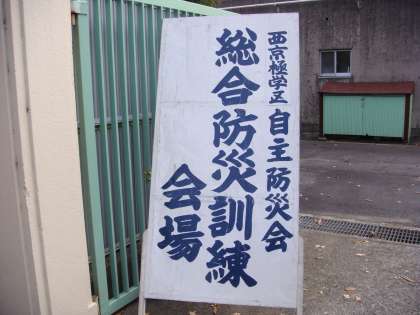 西京極学区自主防災会
総合防災訓練
会場